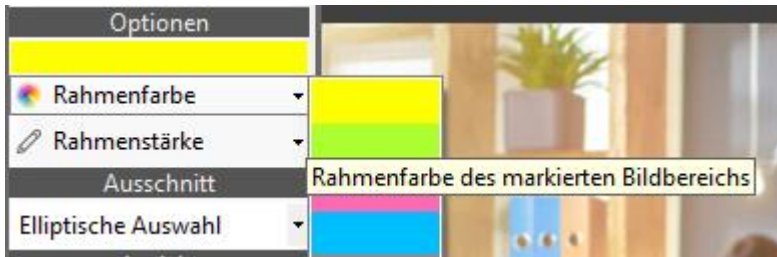 Optionen
Rahmenfarbe
Rahmenstärke
Rahmenfarbe des markierten Bildbereichs
Ausschnitt
Elliptische Auswahl